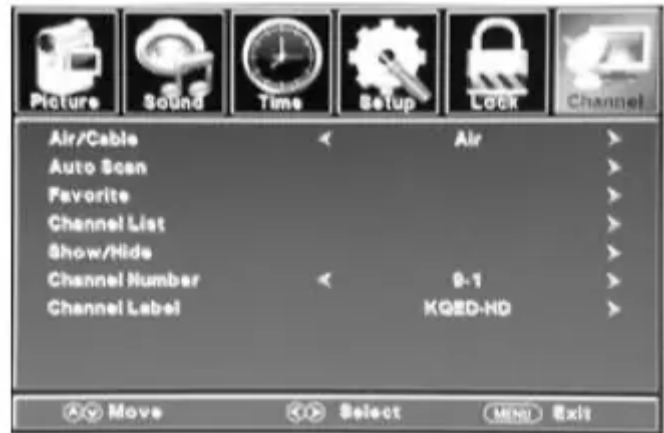 Picture Sound Time Setup Lock Channel
Air/Cable Air
Auto Scan
Favorite
Channel List
Show/Hide
Channel Number 9-1
Channel Label KQED-HD
Move Select MENU Exit